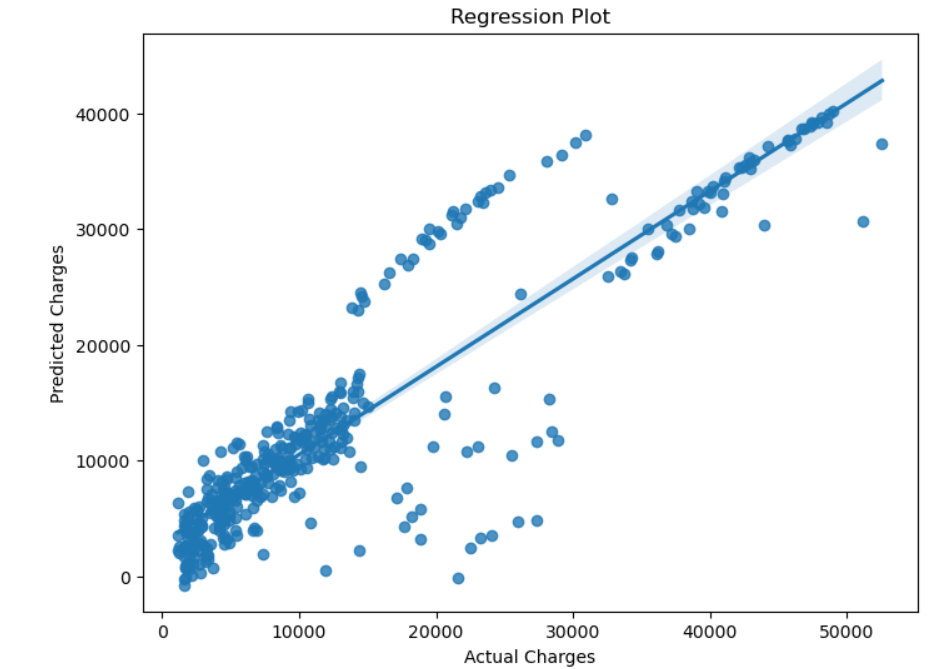 Regression Plot
Predicted Charges
40000
30000
20000
10000
0
0 10000 20000 30000 40000 50000
Actual Charges